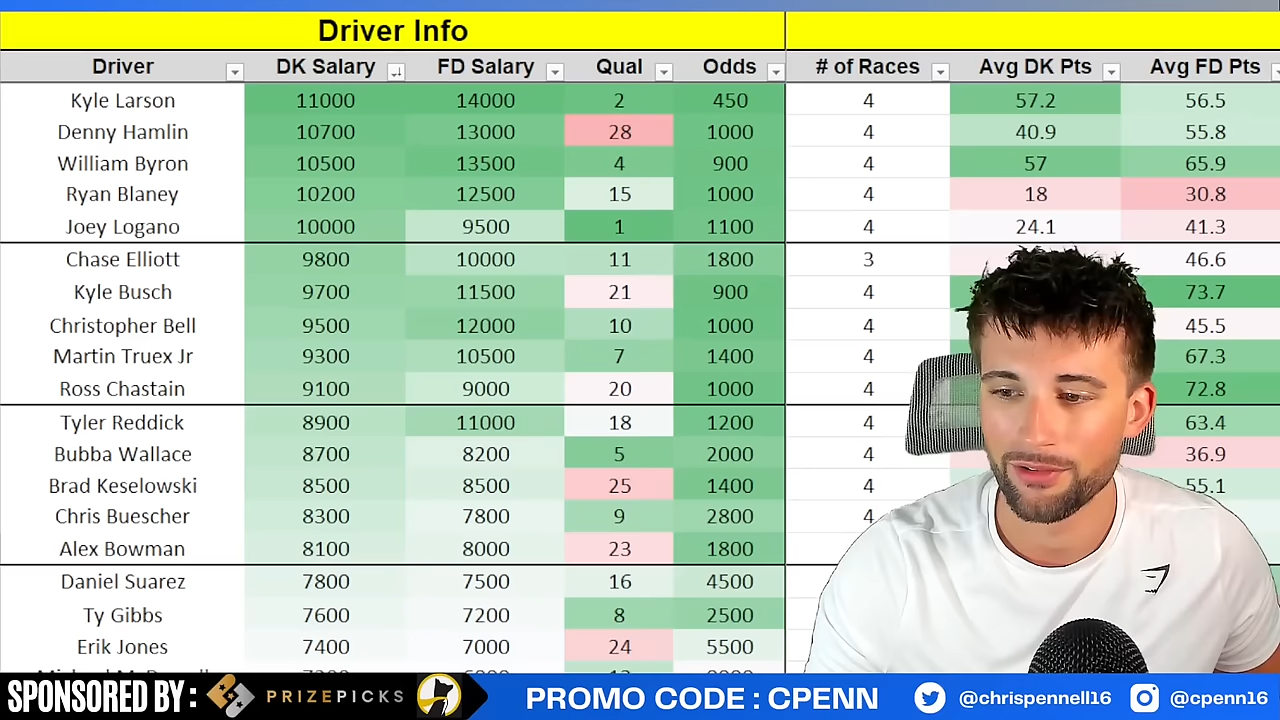 Driver Info
Driver DK Salary FD Salary Qual Odds # of Races Avg DK Pts Avg FD Pts
Kyle Larson 11000 14000 2 450 4 57.2 56.5
Denny Hamlin 10700 13000 28 1000 4 40.9 55.8
William Byron 10500 13500 4 900 4 57 65.9
Ryan Blaney 10200 12500 15 1000 4 18 30.8
Joey Logano 10000 9500 1 1100 4 24.1 41.3
Chase Elliott 9800 10000 11 1800 3 46.6
Kyle Busch 9700 11500 21 900 4 73.7
Christopher Bell 9500 12000 10 1000 4 45.5
Martin Truex Jr 9300 10500 7 1400 4 67.3
Ross Chastain 9100 9000 20 1000 4 72.8
Tyler Reddick 8900 11000 18 1200 4 63.4
Bubba Wallace 8700 8200 5 2000 4 36.9
Brad Keselowski 8500 8500 25 1400 4 55.1
Chris Buescher 8300 7800 9 2800 4
Alex Bowman 8100 8000 23 1800
Daniel Suarez 7800 7500 16 4500
Ty Gibbs 7600 7200 8 2500
Erik Jones 7400 7000 24 5500
SPONSORED BY : PRIZEPICKS PROMO CODE : CPENN @chrispennell16 @cpenn16